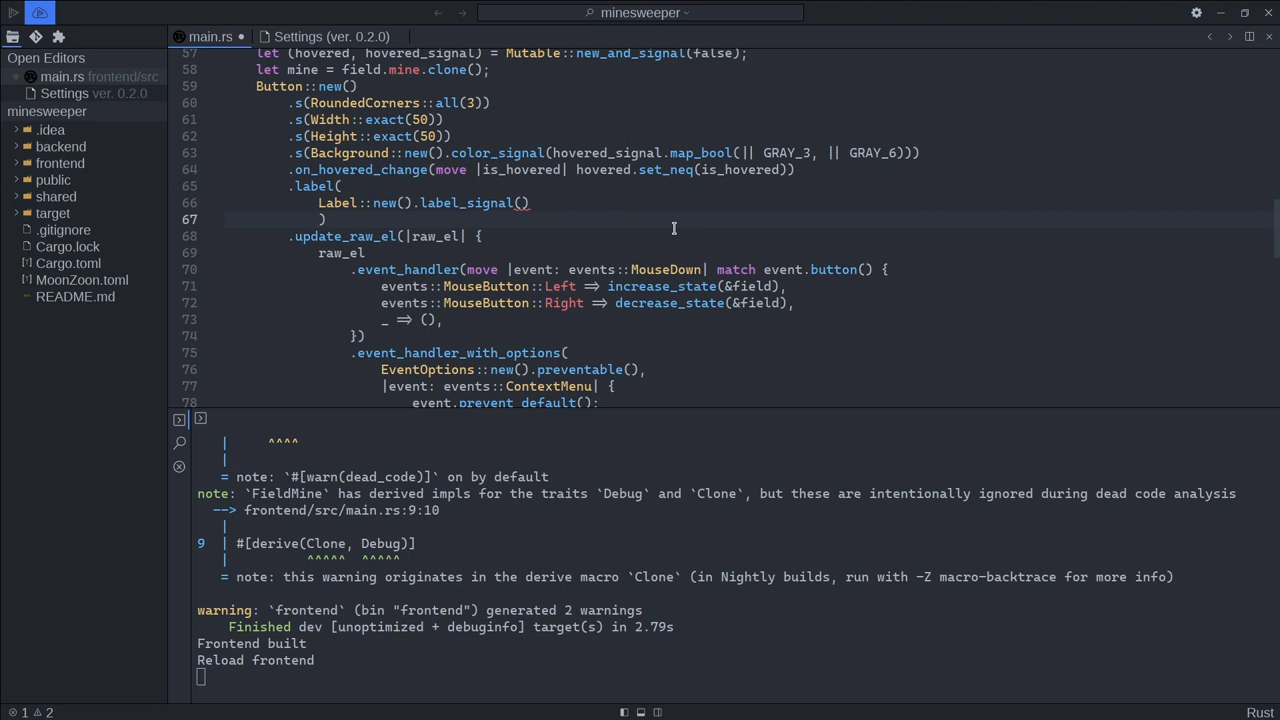 minesweeper
main.rs
Settings (ver. 0.2.0)
Open Editors
main.rs frontend/src
Settings ver. 0.2.0
minesweeper
.idea
backend
frontend
public
shared
target
.gitignore
Cargo.lock
Cargo.toml
MoonZoon.toml
README.md
57 let (hovered, hovered_signal) = Mutable::new_and_signal(false);
58 let mine = field.mine.clone();
59 Button::new()
60 .s(RoundedCorners::all(3))
61 .s(Width::exact(50))
62 .s(Height::exact(50))
63 .s(Background::new().color_signal(hovered_signal.map_bool(|| GRAY_3, || GRAY_6)))
64 .on_hovered_change(move |is_hovered| hovered.set_neq(is_hovered))
65 .label(
66 Label::new().label_signal()
67 )
68 .update_raw_el(|raw_el| {
69 raw_el
70 .event_handler(move |event: events::MouseDown| match event.button() {
71 events::MouseButton::Left => increase_state(&field),
72 events::MouseButton::Right => decrease_state(&field),
73 _ => (),
74 })
75 .event_handler_with_options(
76 EventOptions::new().preventable(),
77 |event: events::ContextMenu| {
78 event.prevent_default();
| ^^^^
|
= note: `#[warn(dead_code)]` on by default
note: `FieldMine` has derived impls for the traits `Debug` and `Clone`, but these are intentionally ignored during dead code analysis
--> frontend/src/main.rs:9:10
|
9 | #[derive(Clone, Debug)]
| ^^^^^ ^^^^^
= note: this warning originates in the derive macro `Clone` (in Nightly builds, run with -Z macro-backtrace for more info)
warning: `frontend` (bin "frontend") generated 2 warnings
Finished dev [unoptimized + debuginfo] target(s) in 2.79s
Frontend built
Reload frontend
1 2
Rust